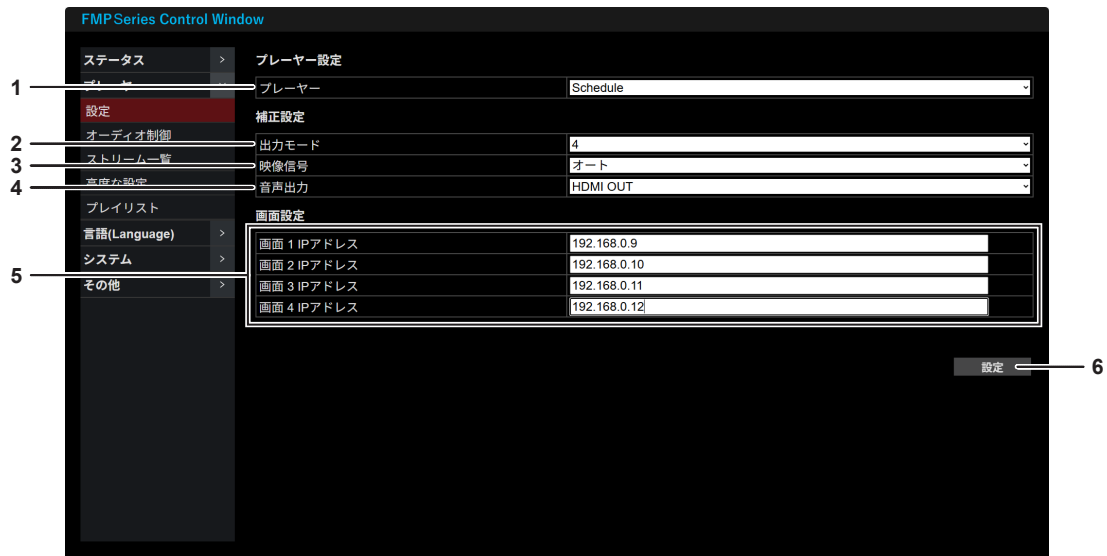 FMPSeries Control Window
ステータス >
プレーヤー
設定
オーディオ制御
ストリーム一覧
高度な設定
プレイリスト
言語(Language) >
システム >
その他 >
プレーヤー設定
1 プレーヤー Schedule
補正設定
2 出力モード 4
3 映像信号 オート
4 音声出力 HDMI OUT
画面設定
5
画面 1 IPアドレス 192.168.0.9
画面 2 IPアドレス 192.168.0.10
画面 3 IPアドレス 192.168.0.11
画面 4 IPアドレス 192.168.0.12
設定 6